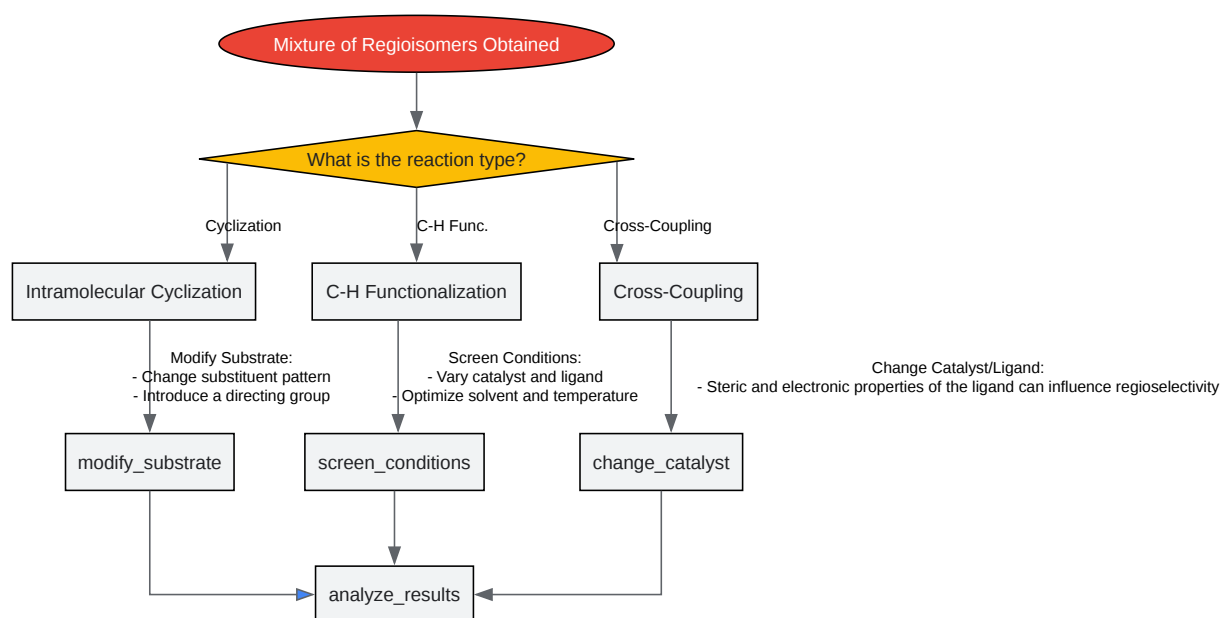 Mixture of Regioisomers Obtained
What is the reaction type?
Cyclization
C-H Func.
Cross-Coupling
Intramolecular Cyclization
C-H Functionalization
Cross-Coupling
Modify Substrate:
- Change substituent pattern
- Introduce a directing group
Screen Conditions:
- Vary catalyst and ligand
- Optimize solvent and temperature
Change Catalyst/Ligand:
- Steric and electronic properties of the ligand can influence regioselectivity
modify_substrate
screen_conditions
change_catalyst
analyze_results